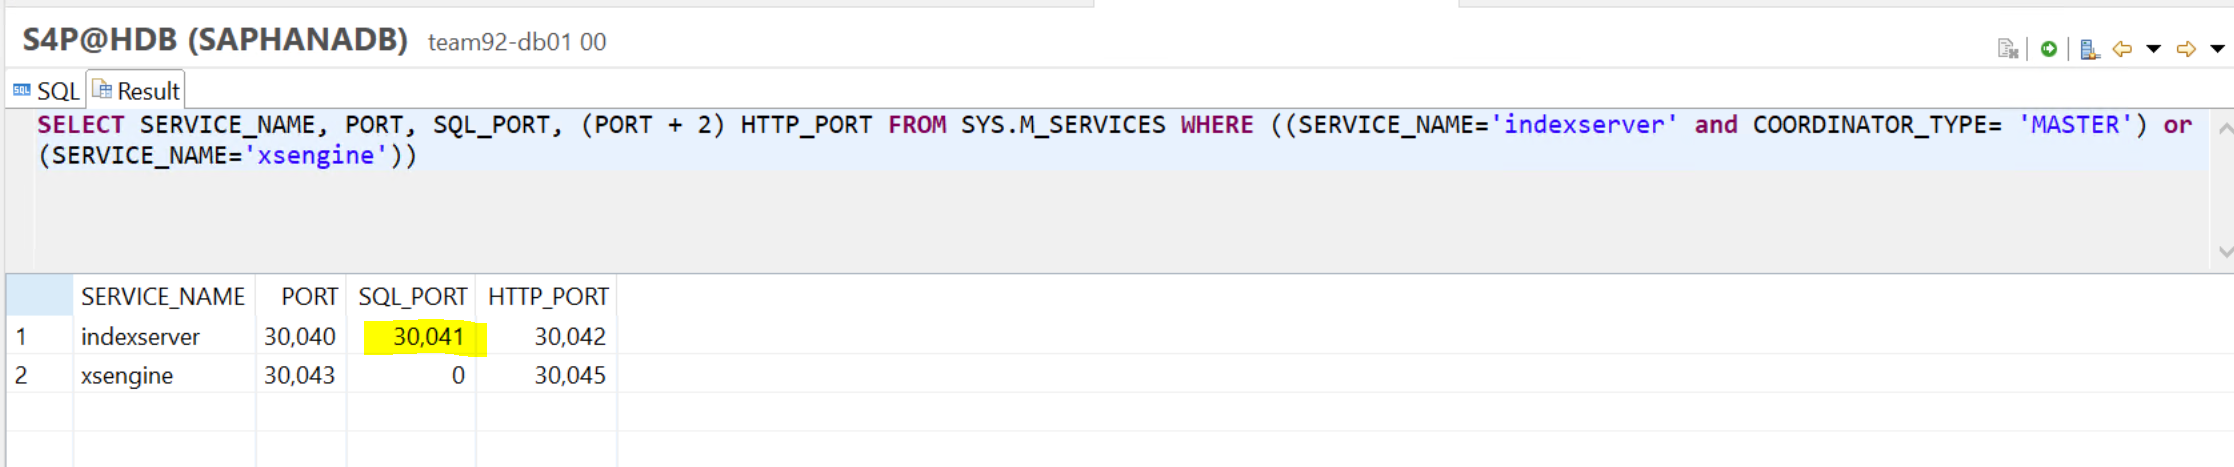 S4P@HDB (SAPHANADB) team92-db01 00
SQL Result
SELECT SERVICE_NAME, PORT, SQL_PORT, (PORT + 2) HTTP_PORT FROM SYS.M_SERVICES WHERE ((SERVICE_NAME='indexserver' and COORDINATOR_TYPE= 'MASTER') or
(SERVICE_NAME='xsengine'))
SERVICE_NAME PORT SQL_PORT HTTP_PORT
1 indexserver 30,040 30,041 30,042
2 xsengine 30,043 0 30,045